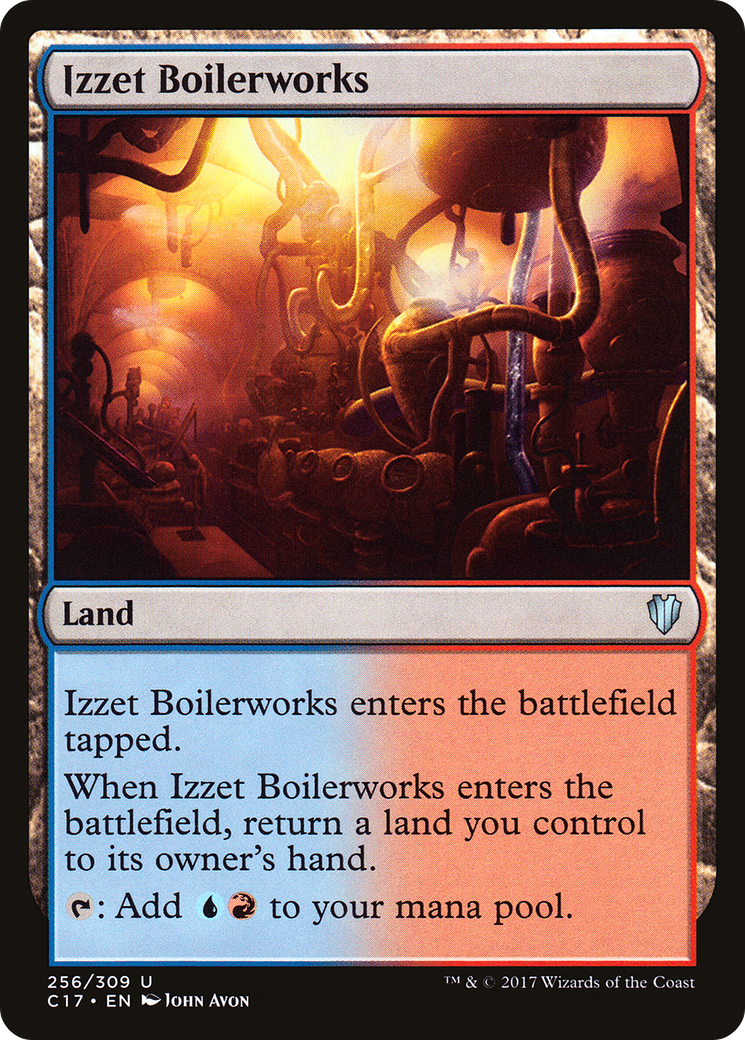 Izzet Boilerworks
Land
Izzet Boilerworks enters the battlefield
tapped.
When Izzet Boilerworks enters the
battlefield, return a land you control
to its owner's hand.
: Add to your mana pool.
256/309 U
™ & © 2017 Wizards of the Coast
C17 • EN John Avon